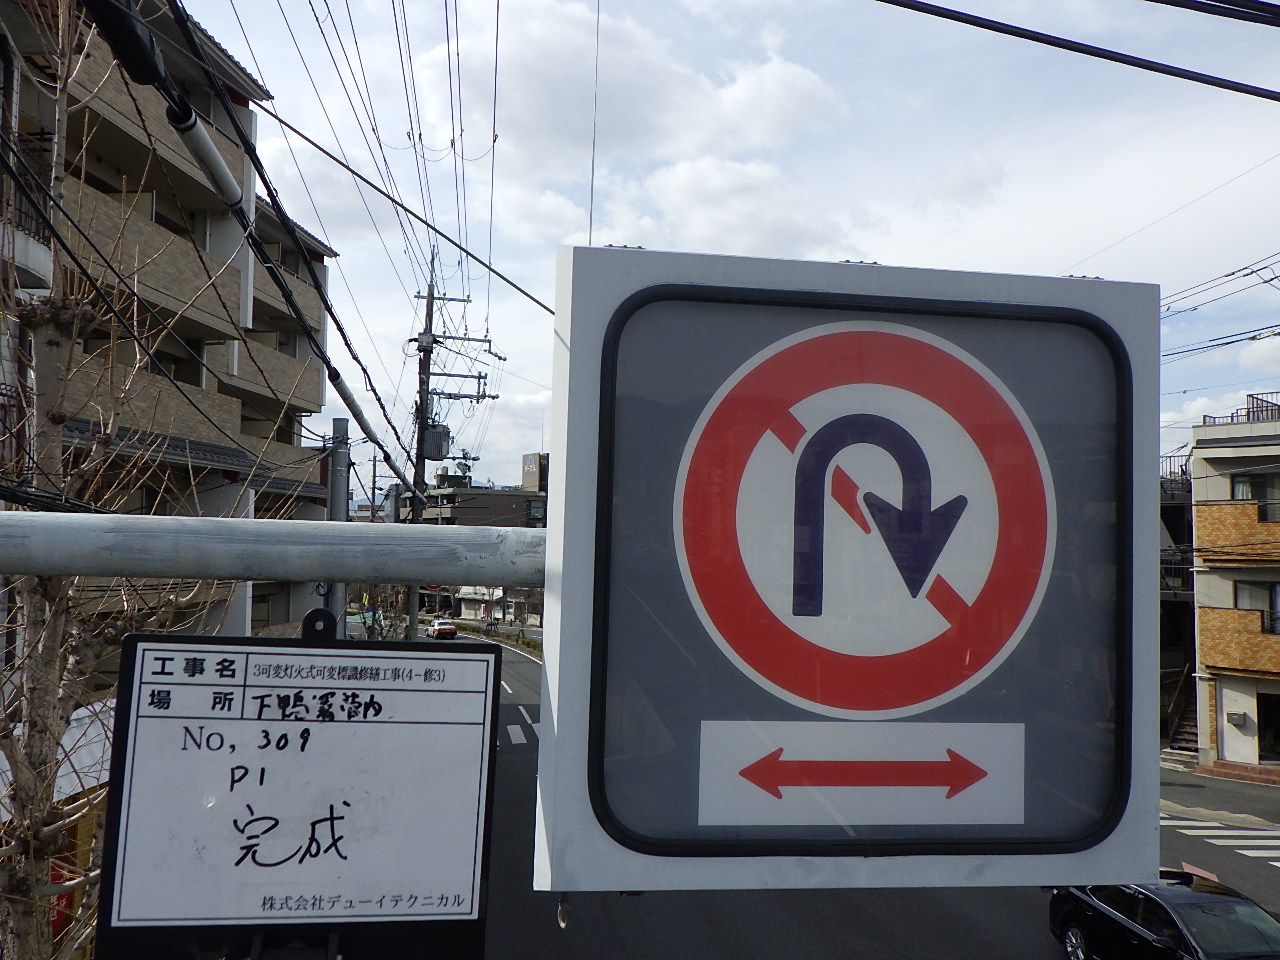 工事名 3可変灯火式可変標識修繕工事(4-修3)
場所 下鴨署管内
No, 309
P1
完成
株式会社デューイテクニカル